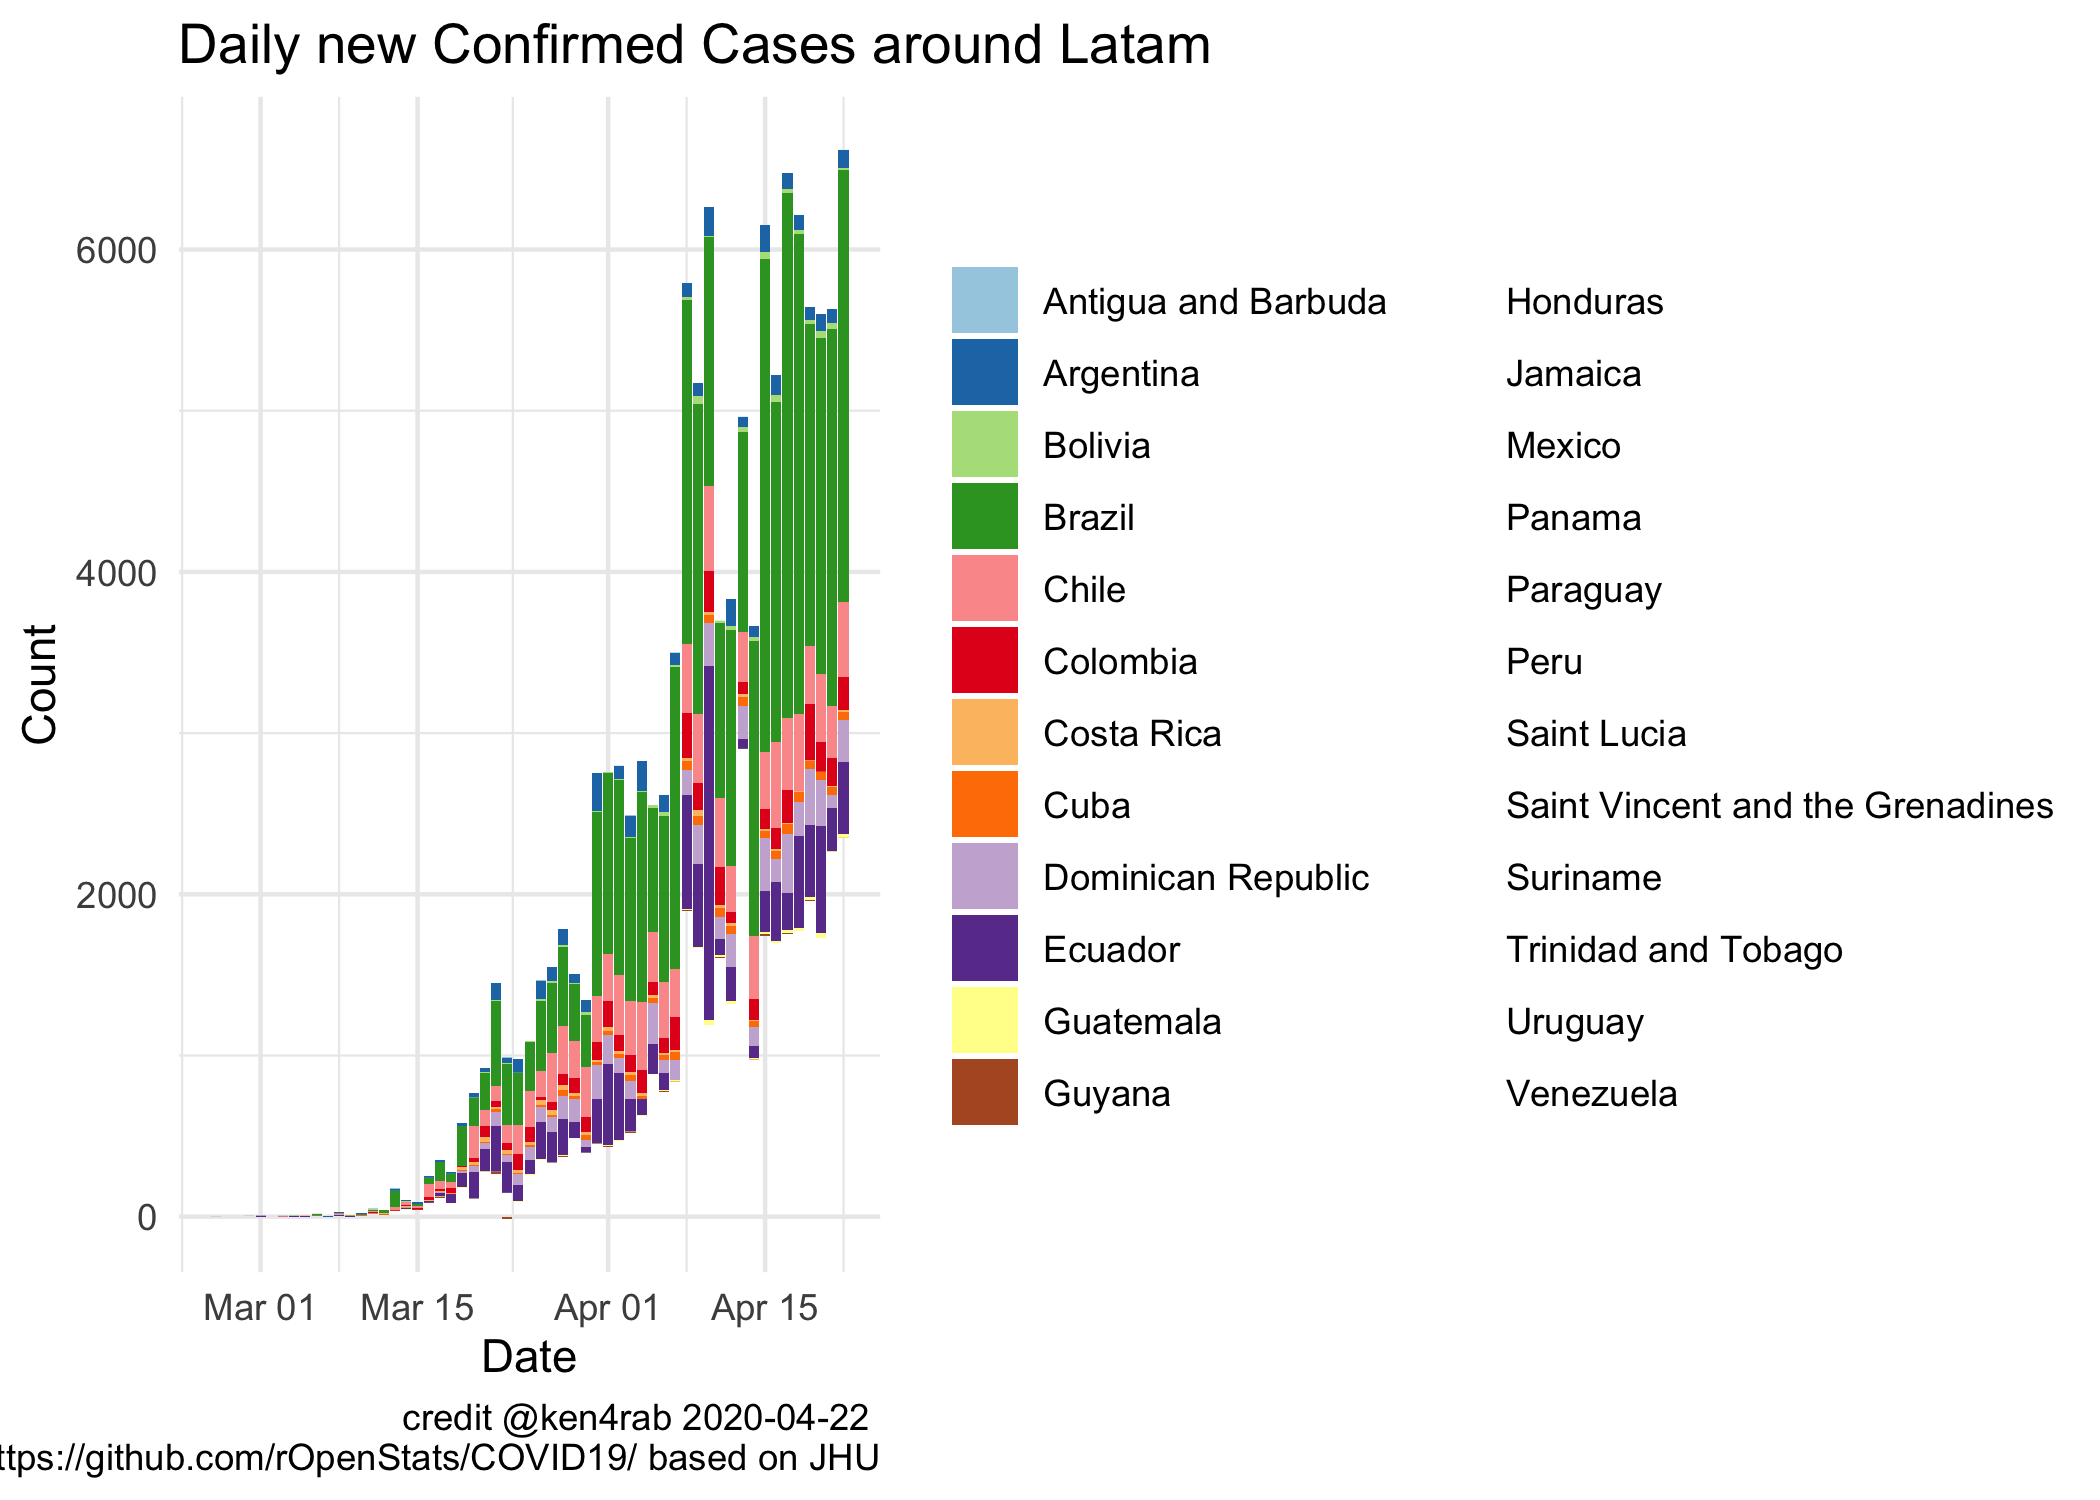 Daily new Confirmed Cases around Latam
6000
4000
2000
0
Count
Mar 01
Mar 15
Apr 01
Apr 15
Date
Antigua and Barbuda
Argentina
Bolivia
Brazil
Chile
Colombia
Costa Rica
Cuba
Dominican Republic
Ecuador
Guatemala
Guyana
Honduras
Jamaica
Mexico
Panama
Paraguay
Peru
Saint Lucia
Saint Vincent and the Grenadines
Suriname
Trinidad and Tobago
Uruguay
Venezuela
credit @ken4rab 2020-04-22
ttps://github.com/rOpenStats/COVID19/ based on JHU